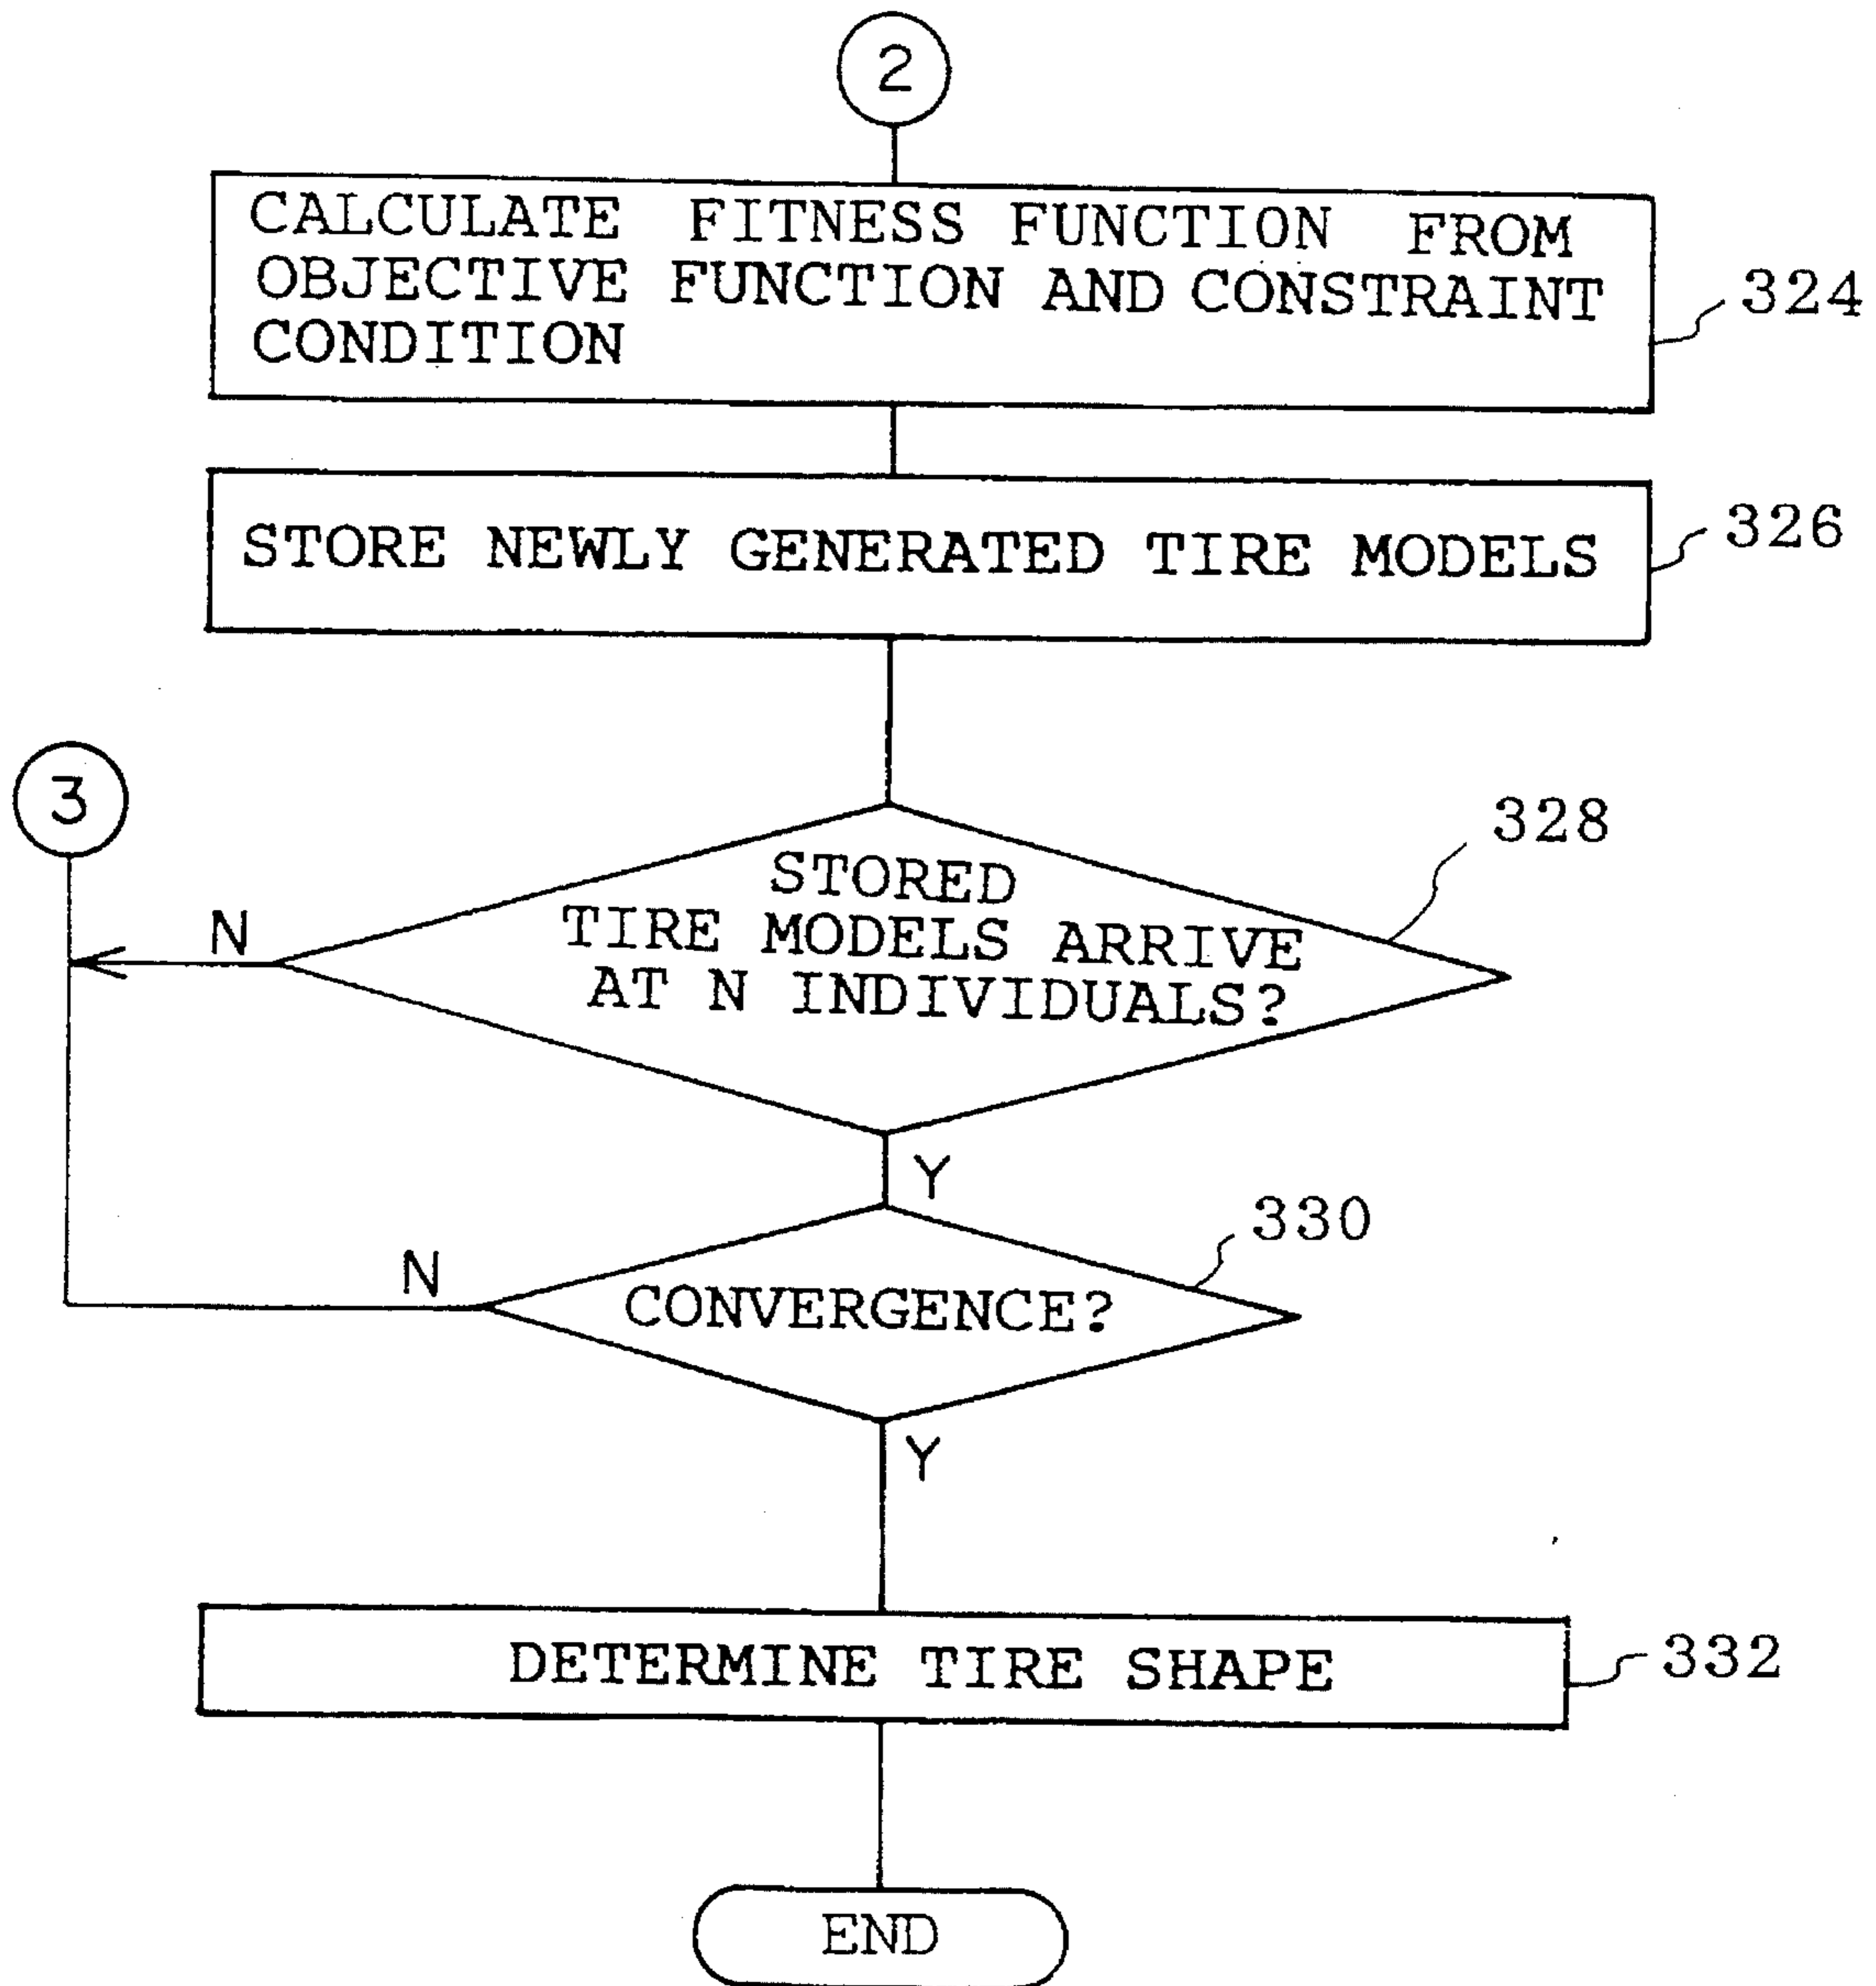 2
CALCULATE FITNESS FUNCTION FROM
OBJECTIVE FUNCTION AND CONSTRAINT
CONDITION
324
STORE NEWLY GENERATED TIRE MODELS
326
3
328
STORED
TIRE MODELS ARRIVE
AT N INDIVIDUALS?
N
Y
330
CONVERGENCE?
N
Y
DETERMINE TIRE SHAPE
332
END